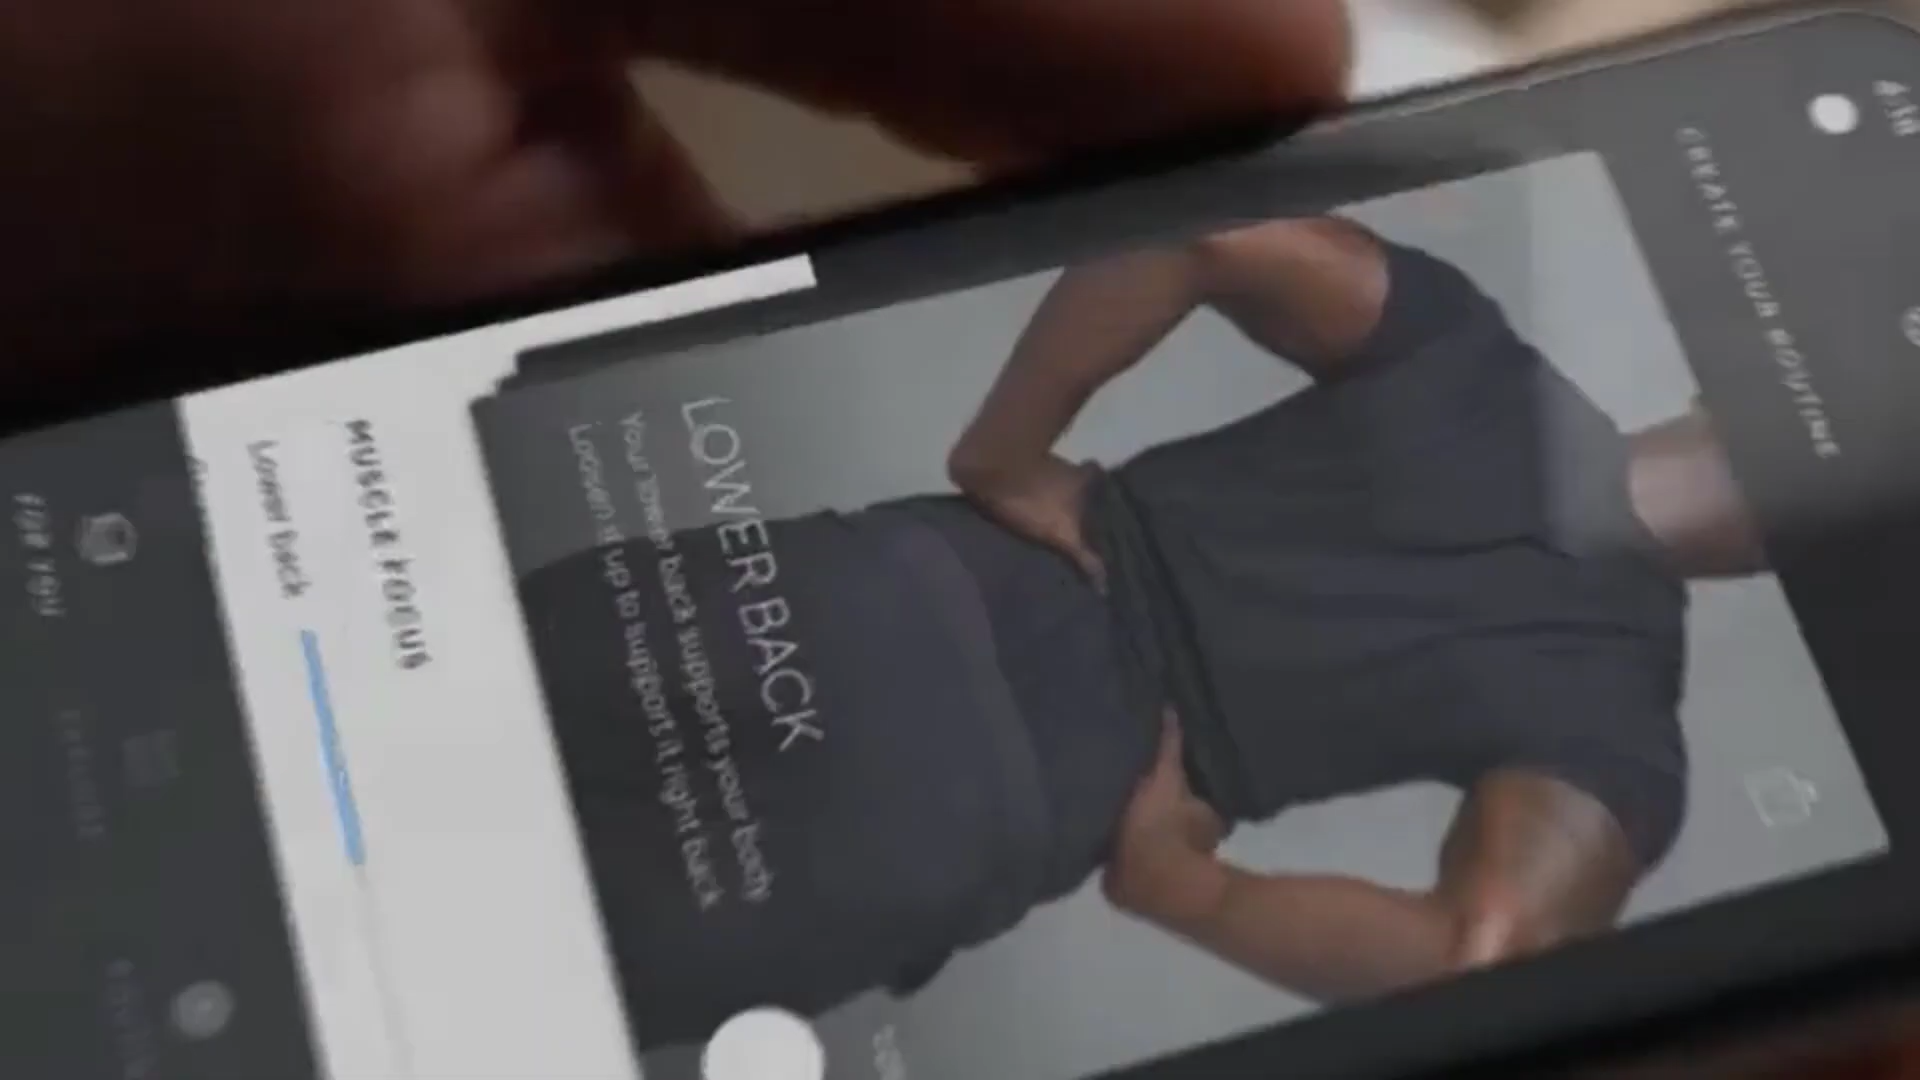 CREATE YOUR ROUTINE
LOWER BACK
Your lower back supports your body
Loosen it up to support it right back
MUSCLE FOCUS
Lower back
FOR YOU